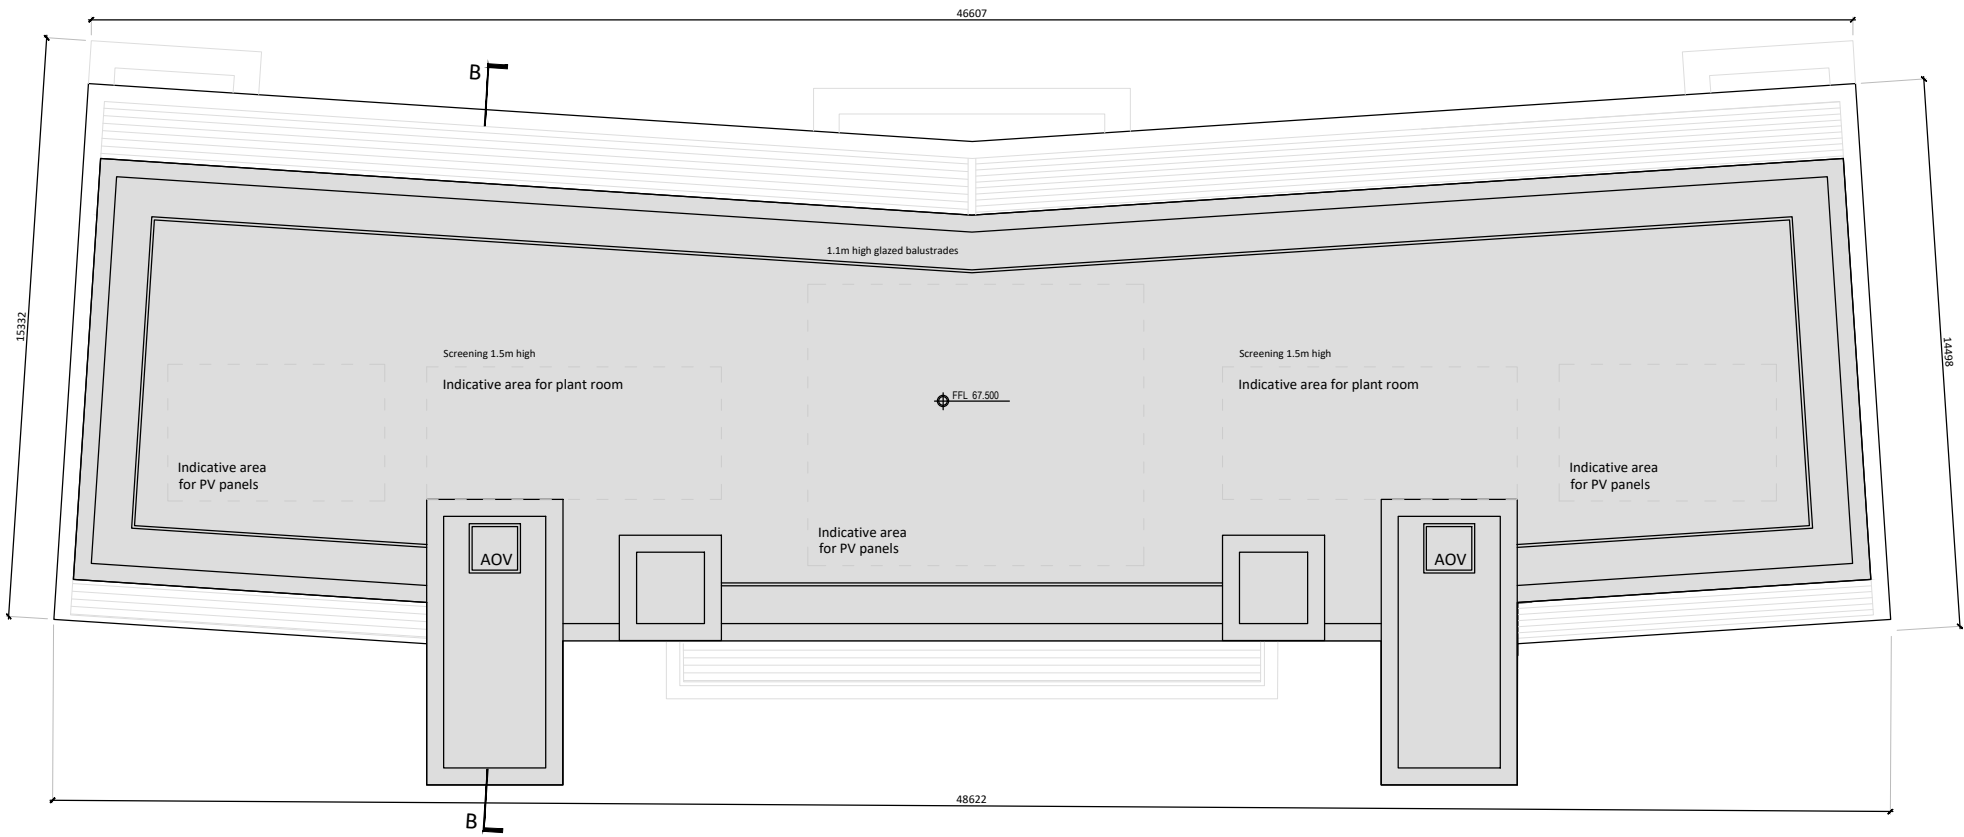 46607
B
15332
14498
1.1m high glazed balustrades
Screening 1.5m high
Indicative area for plant room
FFL 67.500
Screening 1.5m high
Indicative area for plant room
Indicative area
for PV panels
Indicative area
for PV panels
Indicative area
for PV panels
AOV
AOV
48622
B